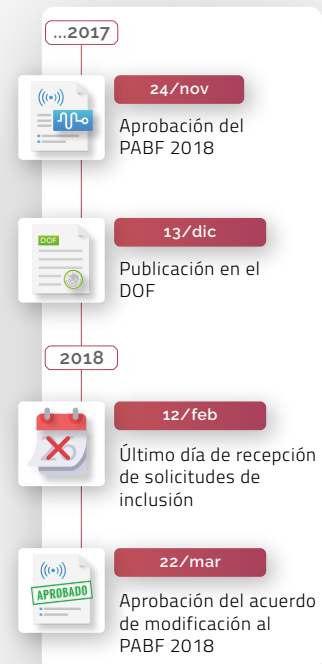 ...2017
24/nov
Aprobación del
PABF 2018
DOF
13/dic
Publicación en el
DOF
2018
12/feb
Último día de recepción
de solicitudes de
inclusión
22/mar
APROBADO
Aprobación del acuerdo
de modificación al
PABF 2018